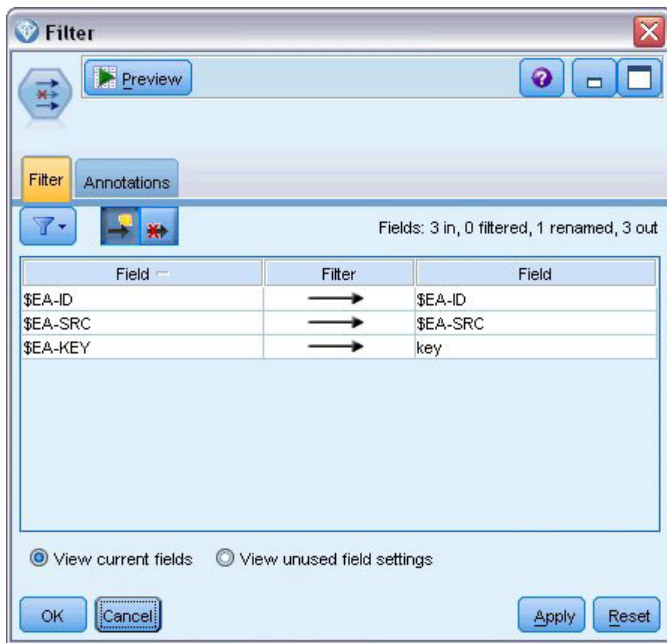 Filter
Preview
?
Filter Annotations
Fields: 3 in, 0 filtered, 1 renamed, 3 out
Field Filter Field
$EA-ID $EA-ID
$EA-SRC $EA-SRC
$EA-KEY key
View current fields View unused field settings
OK Cancel Apply Reset